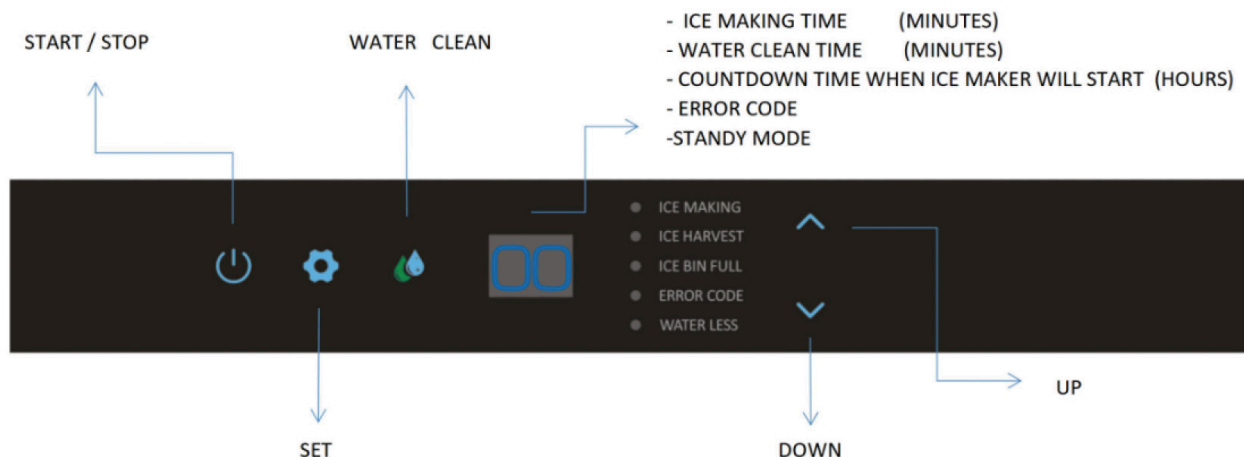 - ICE MAKING TIME (MINUTES)
- WATER CLEAN TIME (MINUTES)
- COUNTDOWN TIME WHEN ICE MAKER WILL START (HOURS)
- ERROR CODE
-STANDY MODE
START / STOP
WATER CLEAN
00
ICE MAKING
ICE HARVEST
ICE BIN FULL
ERROR CODE
WATER LESS
UP
SET
DOWN